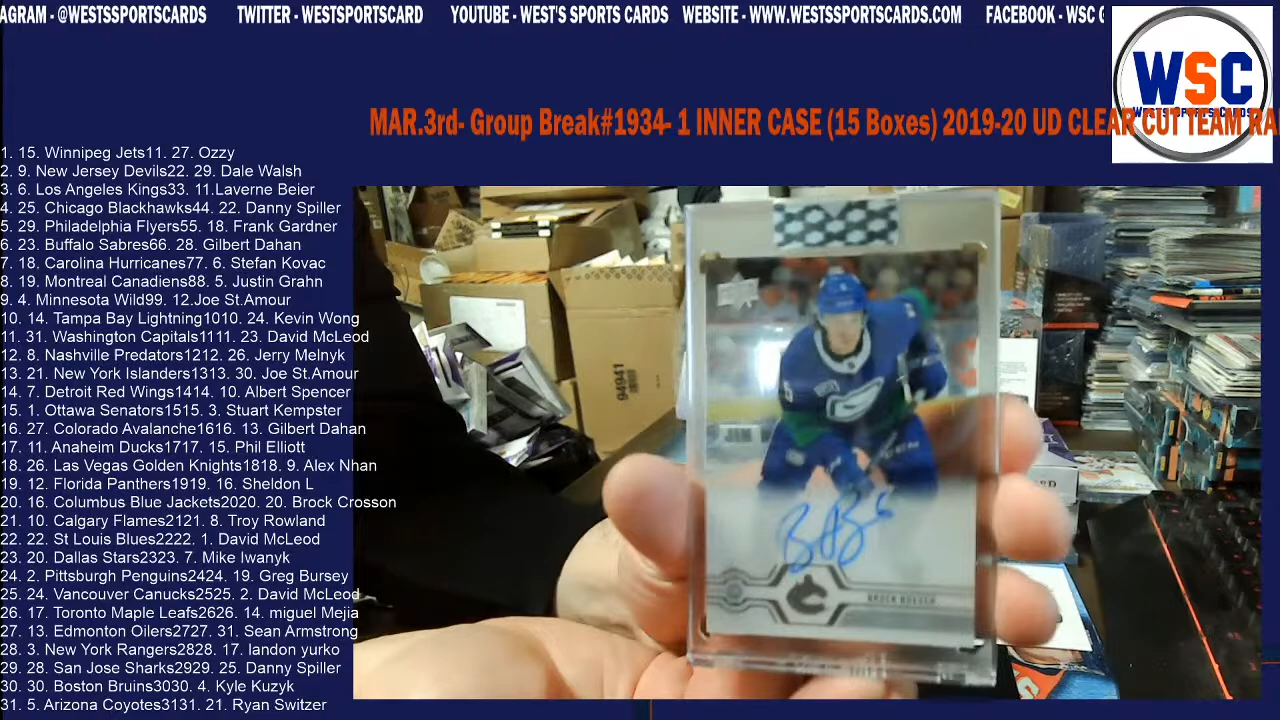 AGRAM - @WESTSSPORTSCARDS TWITTER - WESTSPORTSCARD YOUTUBE - WEST'S SPORTS CARDS WEBSITE - WWW.WESTSSPORTSCARDS.COM FACEBOOK - WSC G
WSC
Wests Sports Cards
MAR.3rd- Group Break#1934- 1 INNER CASE (15 Boxes) 2019-20 UD CLEAR CUT TEAM RA
1. 15. Winnipeg Jets11. 27. Ozzy
2. 9. New Jersey Devils22. 29. Dale Walsh
3. 6. Los Angeles Kings33. 11.Laverne Beier
4. 25. Chicago Blackhawks44. 22. Danny Spiller
5. 29. Philadelphia Flyers55. 18. Frank Gardner
6. 23. Buffalo Sabres66. 28. Gilbert Dahan
7. 18. Carolina Hurricanes77. 6. Stefan Kovac
8. 19. Montreal Canadiens88. 5. Justin Grahn
9. 4. Minnesota Wild99. 12.Joe St.Amour
10. 14. Tampa Bay Lightning1010. 24. Kevin Wong
11. 31. Washington Capitals1111. 23. David McLeod
12. 8. Nashville Predators1212. 26. Jerry Melnyk
13. 21. New York Islanders1313. 30. Joe St.Amour
14. 7. Detroit Red Wings1414. 10. Albert Spencer
15. 1. Ottawa Senators1515. 3. Stuart Kempster
16. 27. Colorado Avalanche1616. 13. Gilbert Dahan
17. 11. Anaheim Ducks1717. 15. Phil Elliott
18. 26. Las Vegas Golden Knights1818. 9. Alex Nhan
19. 12. Florida Panthers1919. 16. Sheldon L
20. 16. Columbus Blue Jackets2020. 20. Brock Crosson
21. 10. Calgary Flames2121. 8. Troy Rowland
22. 22. St Louis Blues2222. 1. David McLeod
23. 20. Dallas Stars2323. 7. Mike Iwanyk
24. 2. Pittsburgh Penguins2424. 19. Greg Bursey
25. 24. Vancouver Canucks2525. 2. David McLeod
26. 17. Toronto Maple Leafs2626. 14. miguel Mejia
27. 13. Edmonton Oilers2727. 31. Sean Armstrong
28. 3. New York Rangers2828. 17. landon yurko
29. 28. San Jose Sharks2929. 25. Danny Spiller
30. 30. Boston Bruins3030. 4. Kyle Kuzyk
31. 5. Arizona Coyotes3131. 21. Ryan Switzer
94941
BROCK BOESER